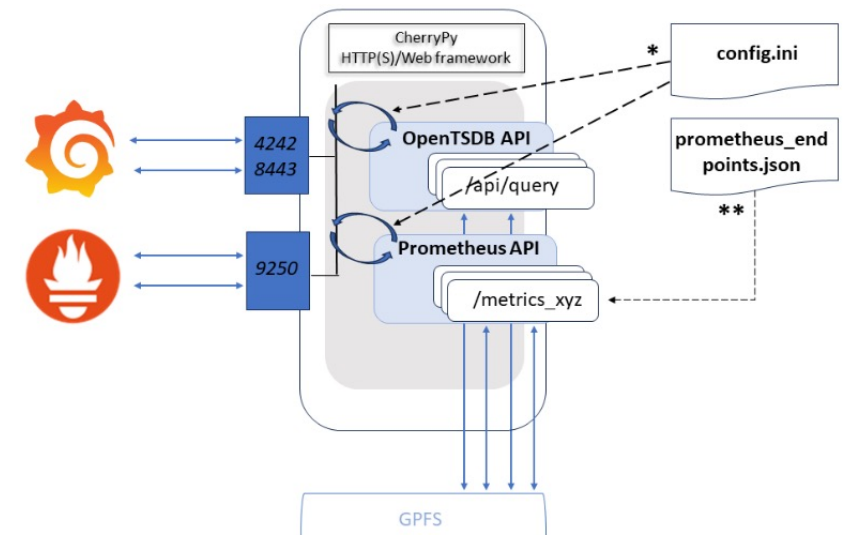 CherryPy
HTTP(S)/Web framework
*
config.ini
4242
8443
OpenTSDB API
/api/query
prometheus_end
points.json
**
9250
Prometheus API
/metrics_xyz
GPFS